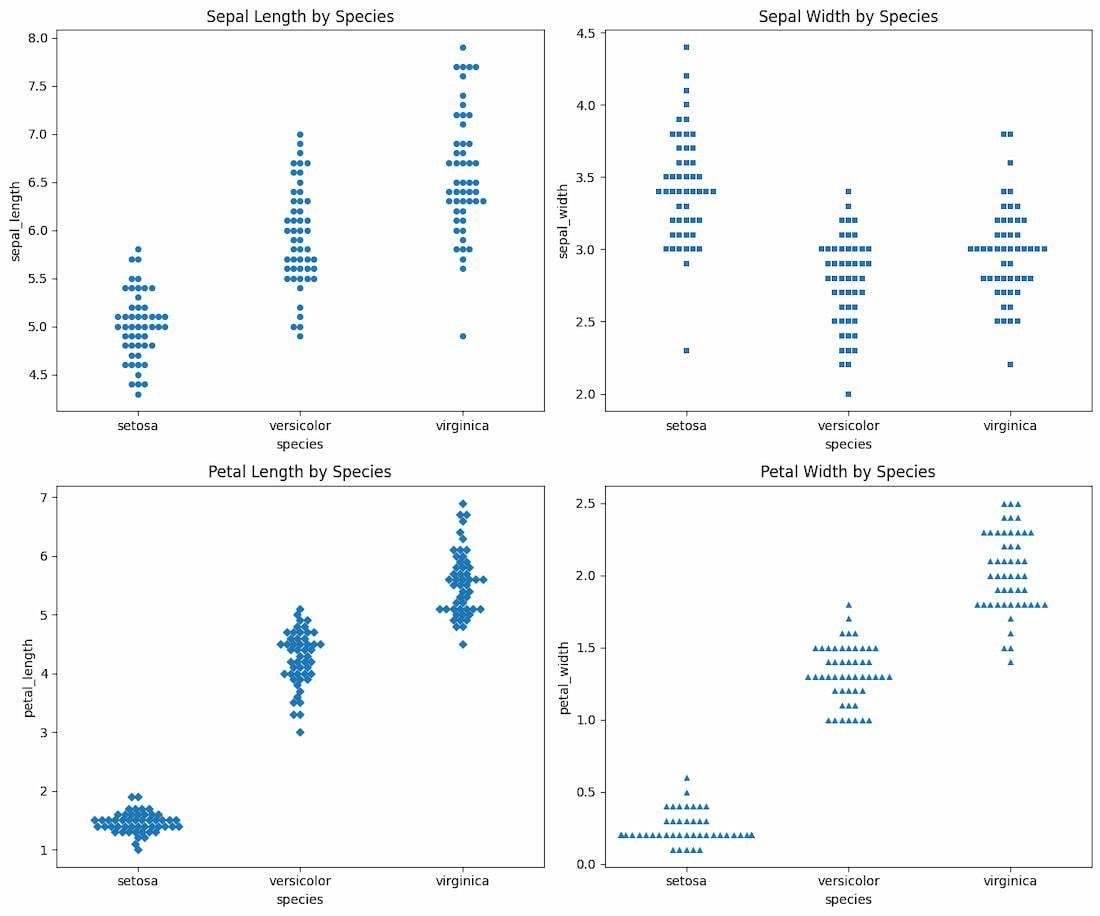 Sepal Length by Species
8.0
7.5
7.0
6.5
6.0
5.5
5.0
4.5
sepal_length
setosa versicolor virginica
species
Sepal Width by Species
4.5
4.0
3.5
3.0
2.5
2.0
sepal_width
setosa versicolor virginica
species
Petal Length by Species
7
6
5
4
3
2
1
petal_length
setosa versicolor virginica
species
Petal Width by Species
2.5
2.0
1.5
1.0
0.5
0.0
petal_width
setosa versicolor virginica
species